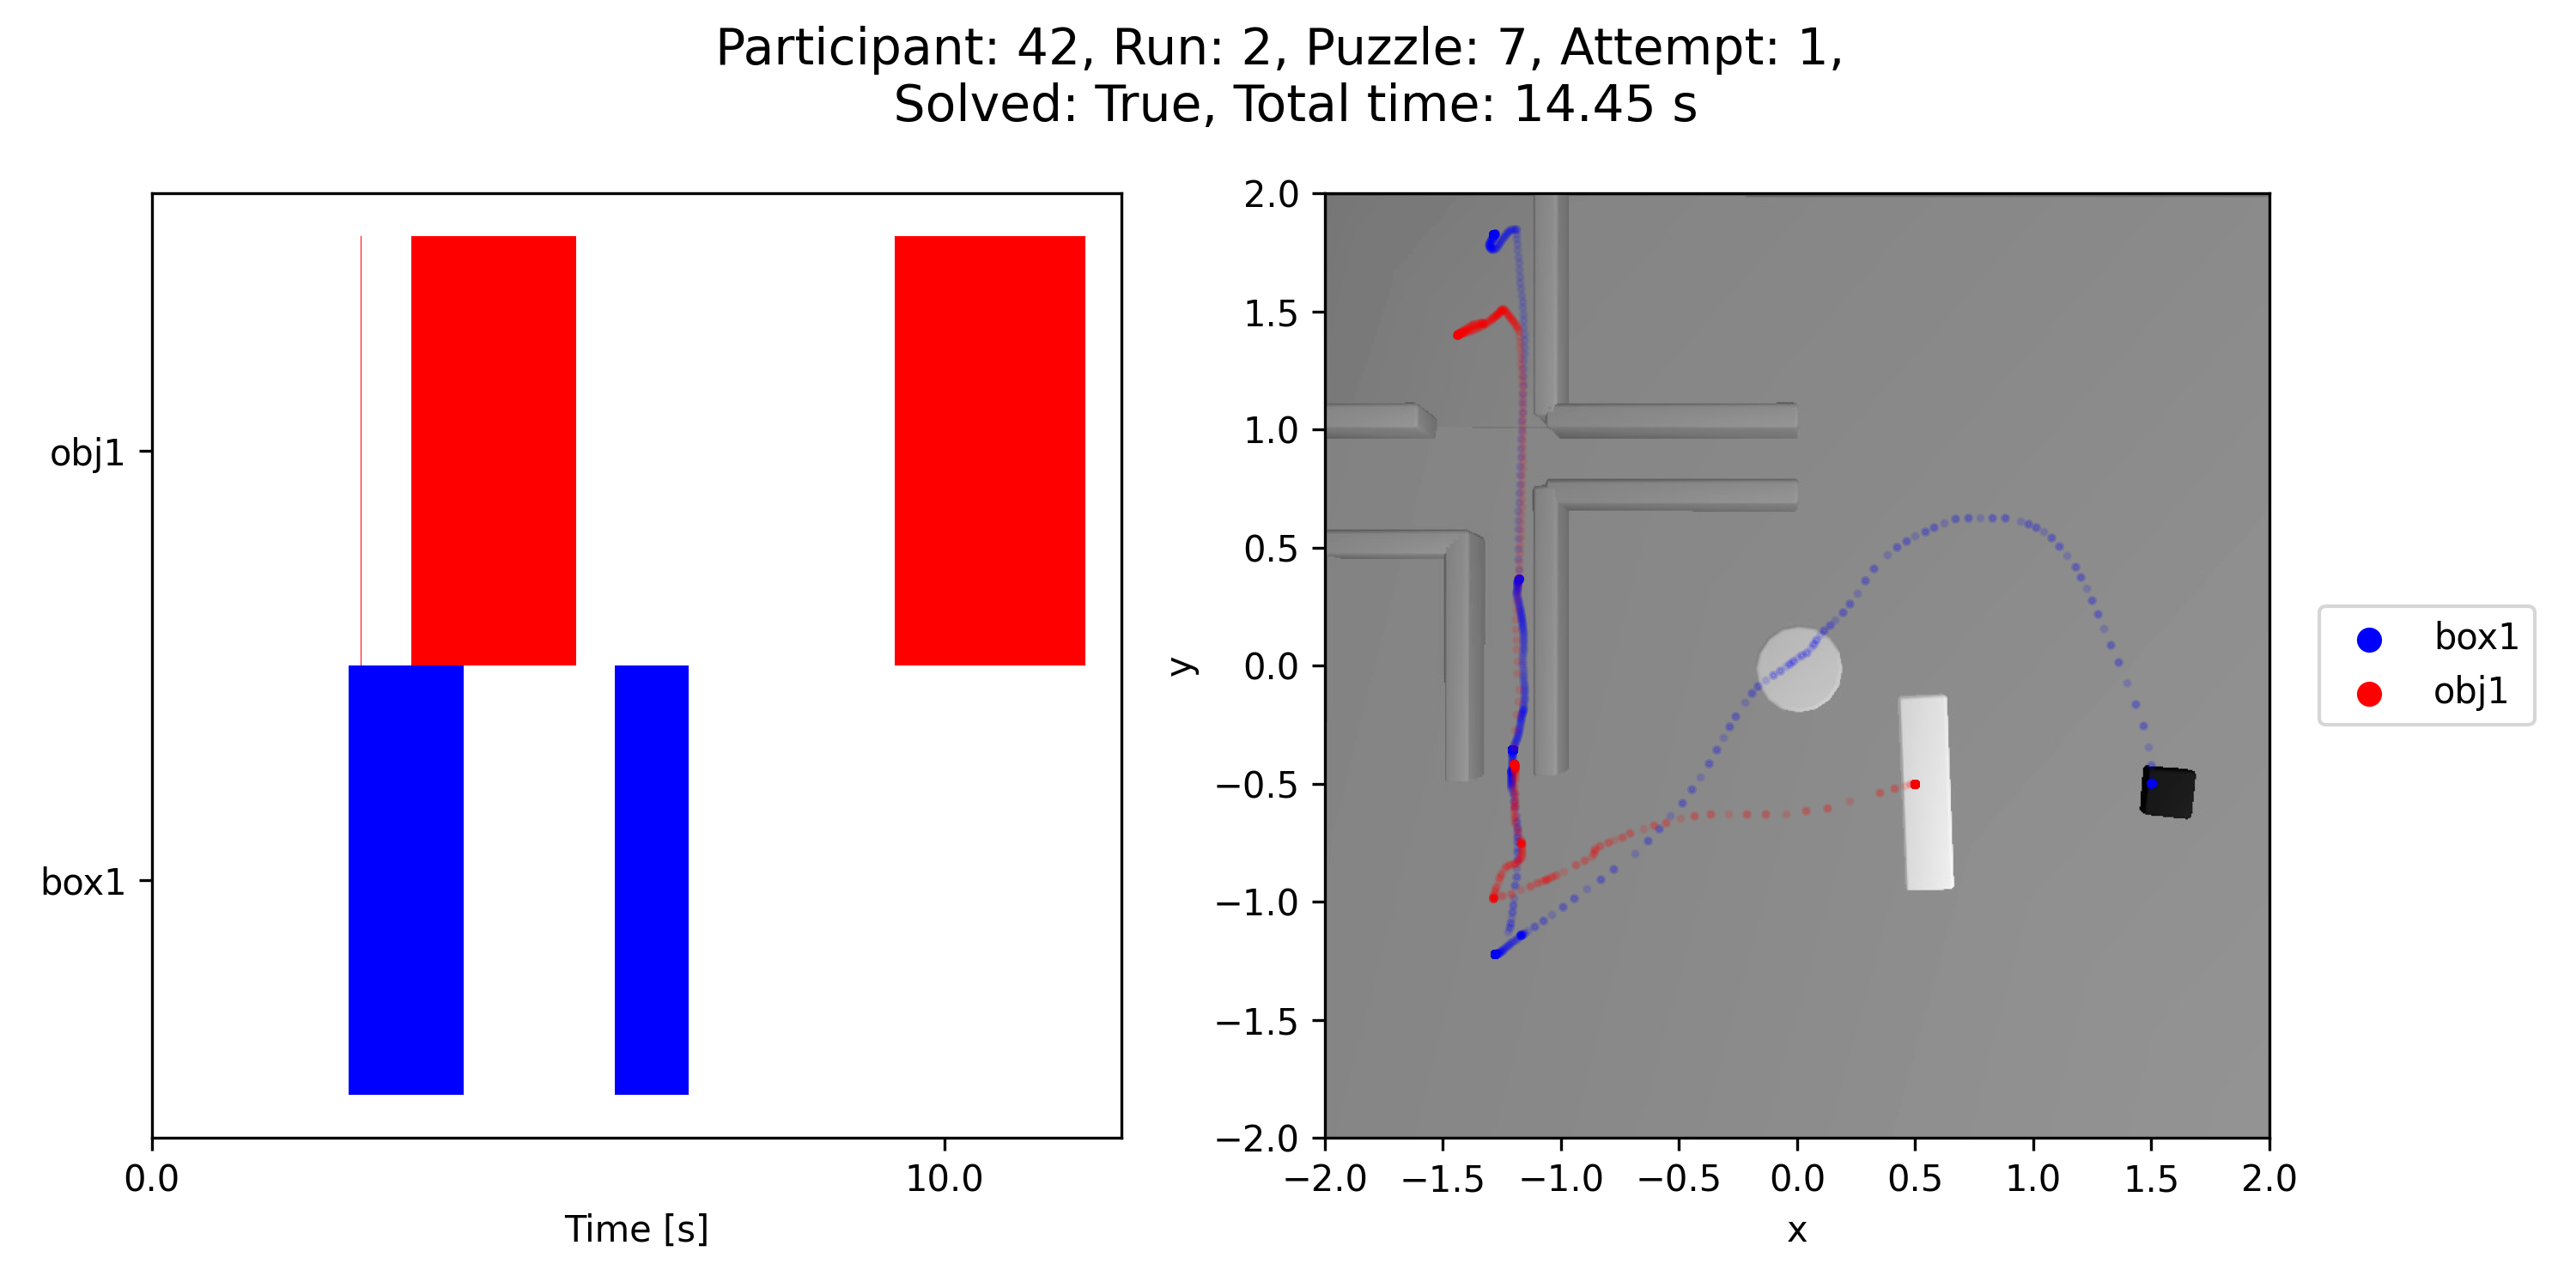 Participant: 42, Run: 2, Puzzle: 7, Attempt: 1,
Solved: True, Total time: 14.45 s
obj1
box1
0.0
10.0
Time [s]
2.0
1.5
1.0
0.5
0.0
−0.5
−1.0
−1.5
−2.0
y
−2.0
−1.5
−1.0
−0.5
0.0
0.5
1.0
1.5
2.0
x
box1
obj1